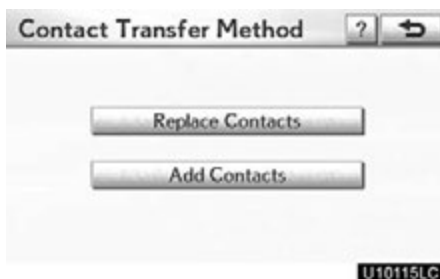 Contact Transfer Method ?
Replace Contacts
Add Contacts
U10115LC